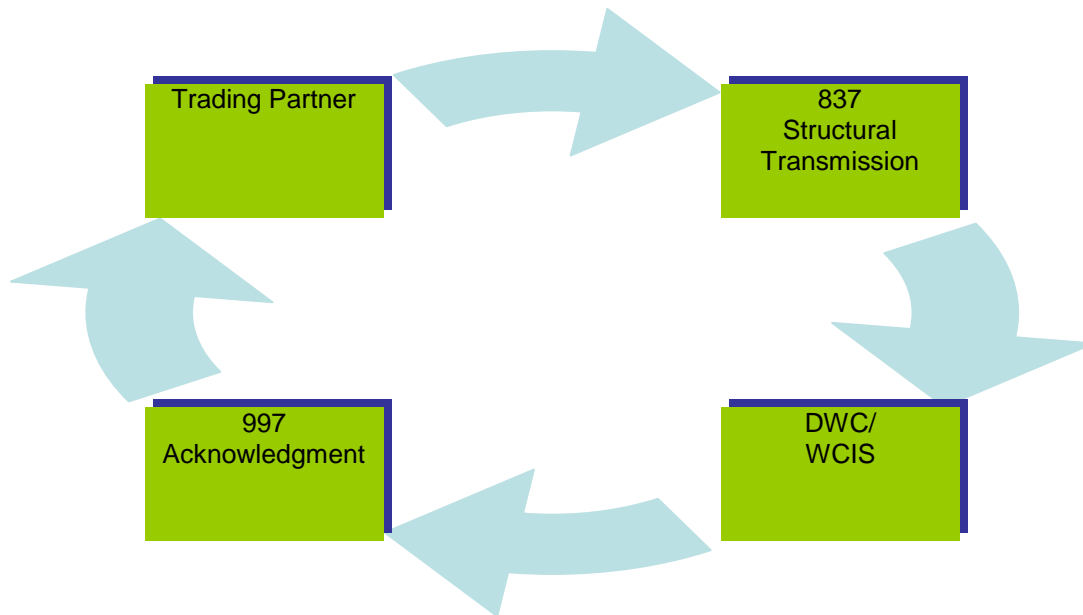 Trading Partner
837
Structural
Transmission
997
Acknowledgment
DWC/
WCIS